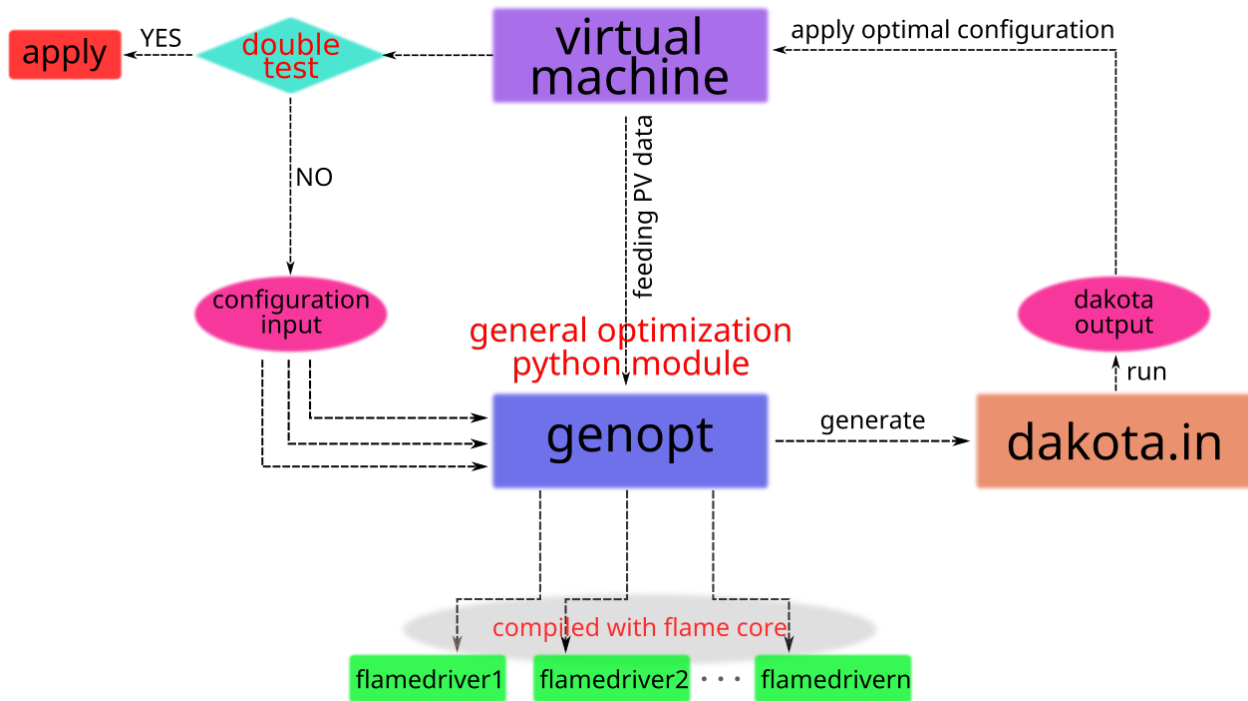 apply
YES
double
test
virtual
machine
apply optimal configuration
NO
feeding PV data
configuration
input
dakota
output
general optimization
python module
run
genopt
generate
dakota.in
compiled with flame core
flamedriver1
flamedriver2
· · ·
flamedrivern